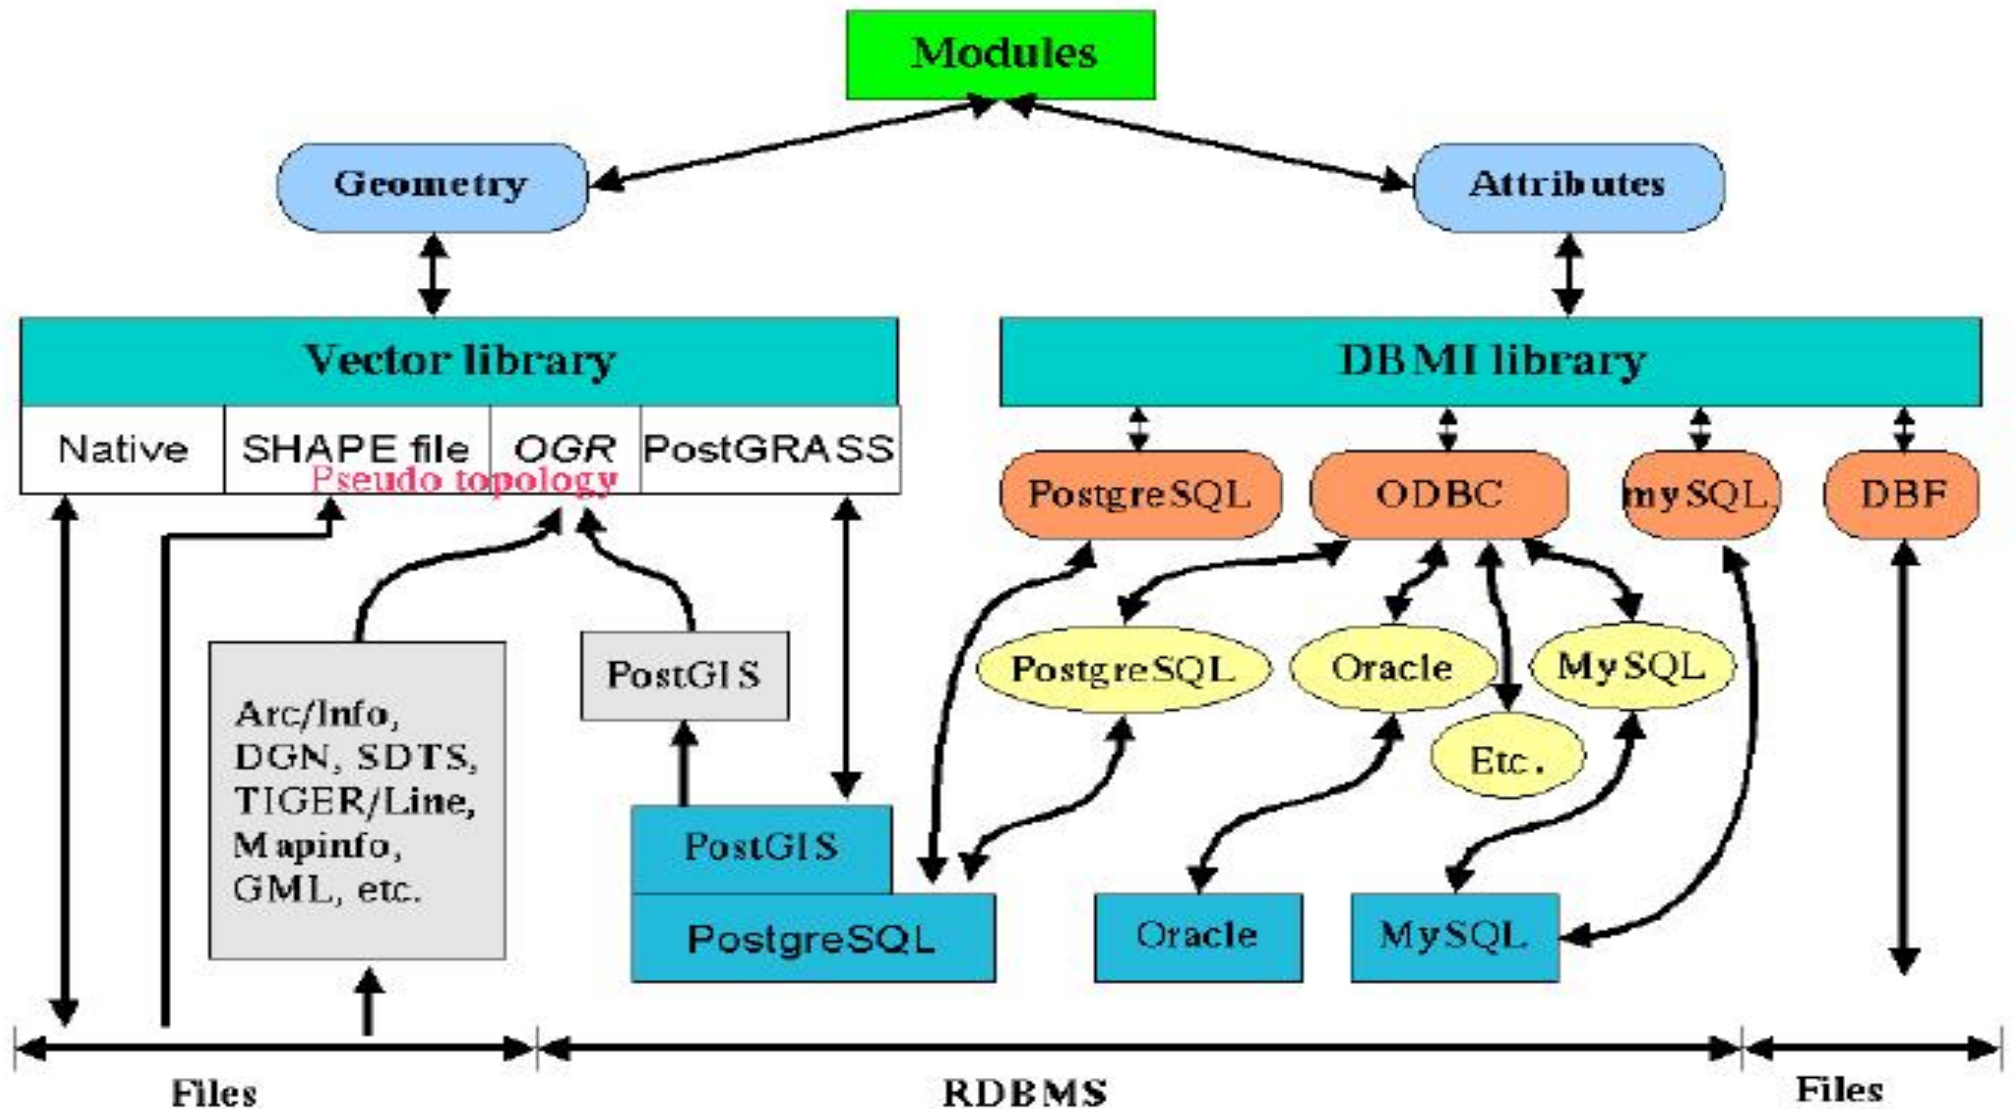 Modules
Geometry
Attributes
Vector library
DBMI library
Native
SHAPE file
OGR
PostGRASS
Pseudo topology
PostgreSQL
ODBC
mySQL
DBF
PostGIS
PostgreSQL
Oracle
MySQL
Etc.
Arc/Info,
DGN, SDTS,
TIGER/Line,
Mapinfo,
GML, etc.
PostGIS
PostgreSQL
Oracle
MySQL
Files
RDBMS
Files